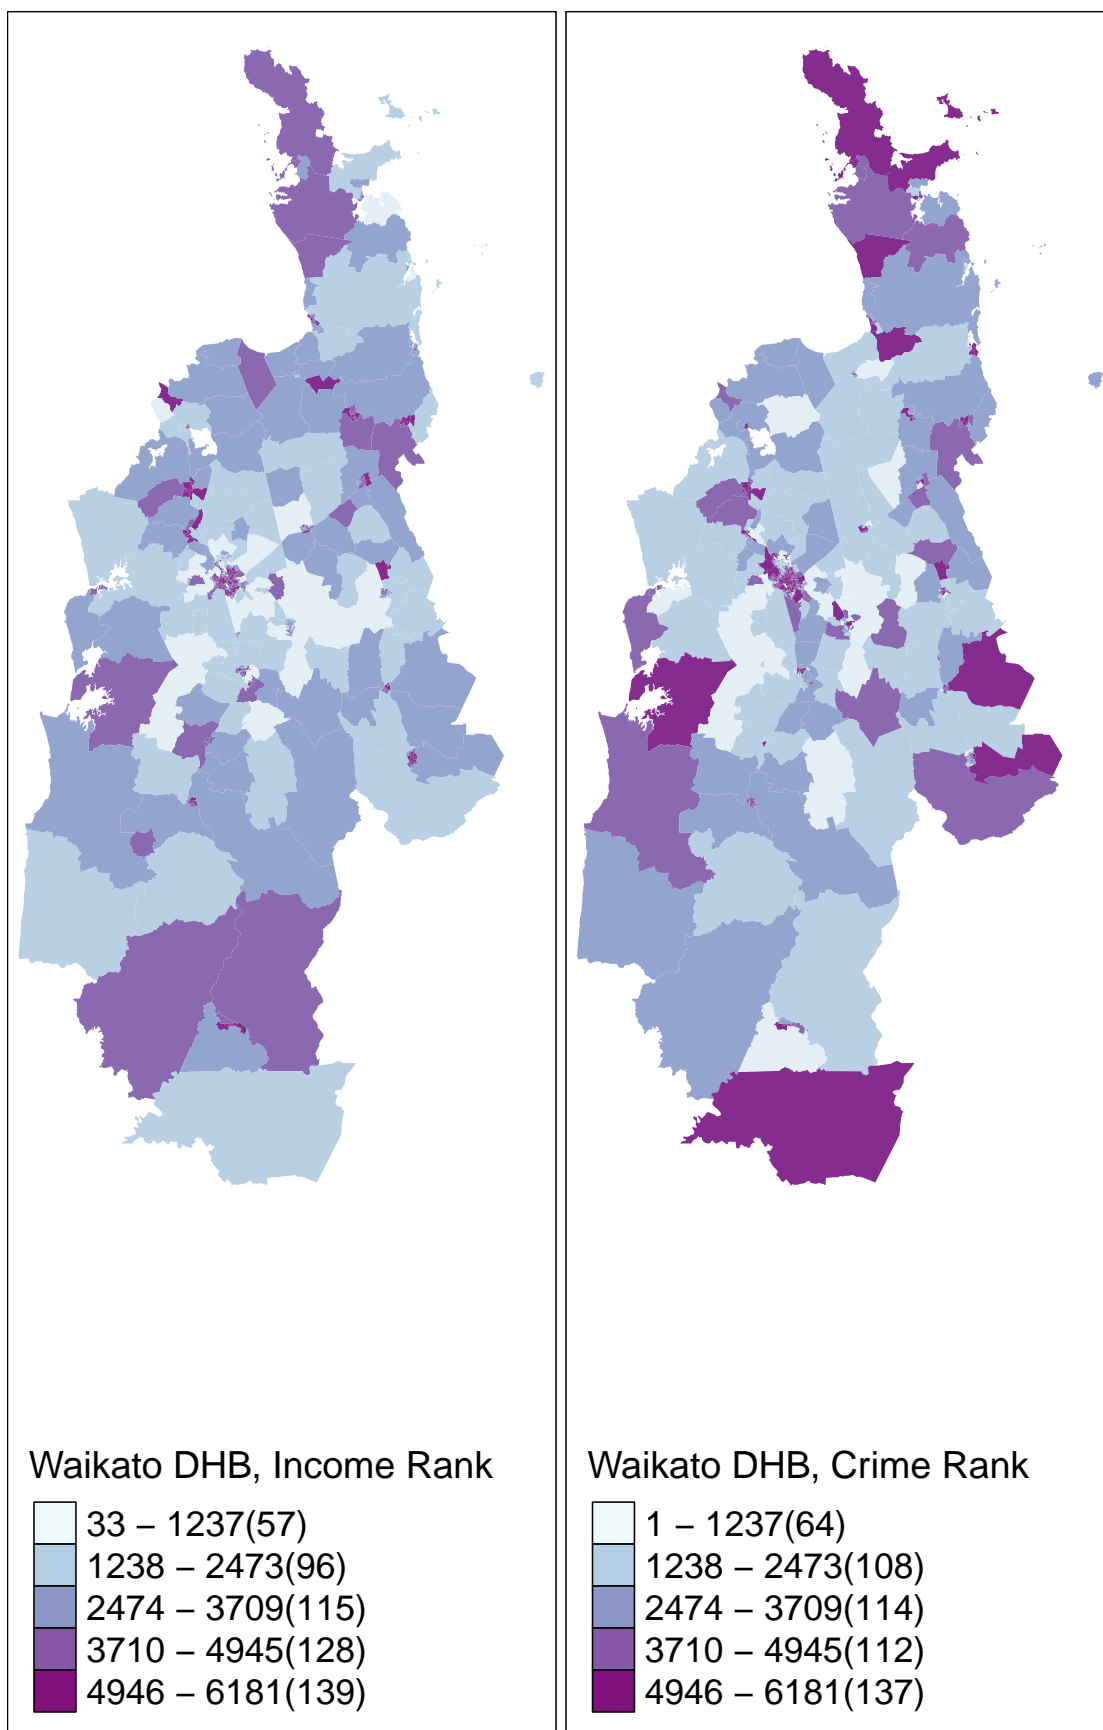 Waikato DHB, Income Rank
33 – 1237(57)
1238 – 2473(96)
2474 – 3709(115)
3710 – 4945(128)
4946 – 6181(139)
Waikato DHB, Crime Rank
1 – 1237(64)
1238 – 2473(108)
2474 – 3709(114)
3710 – 4945(112)
4946 – 6181(137)